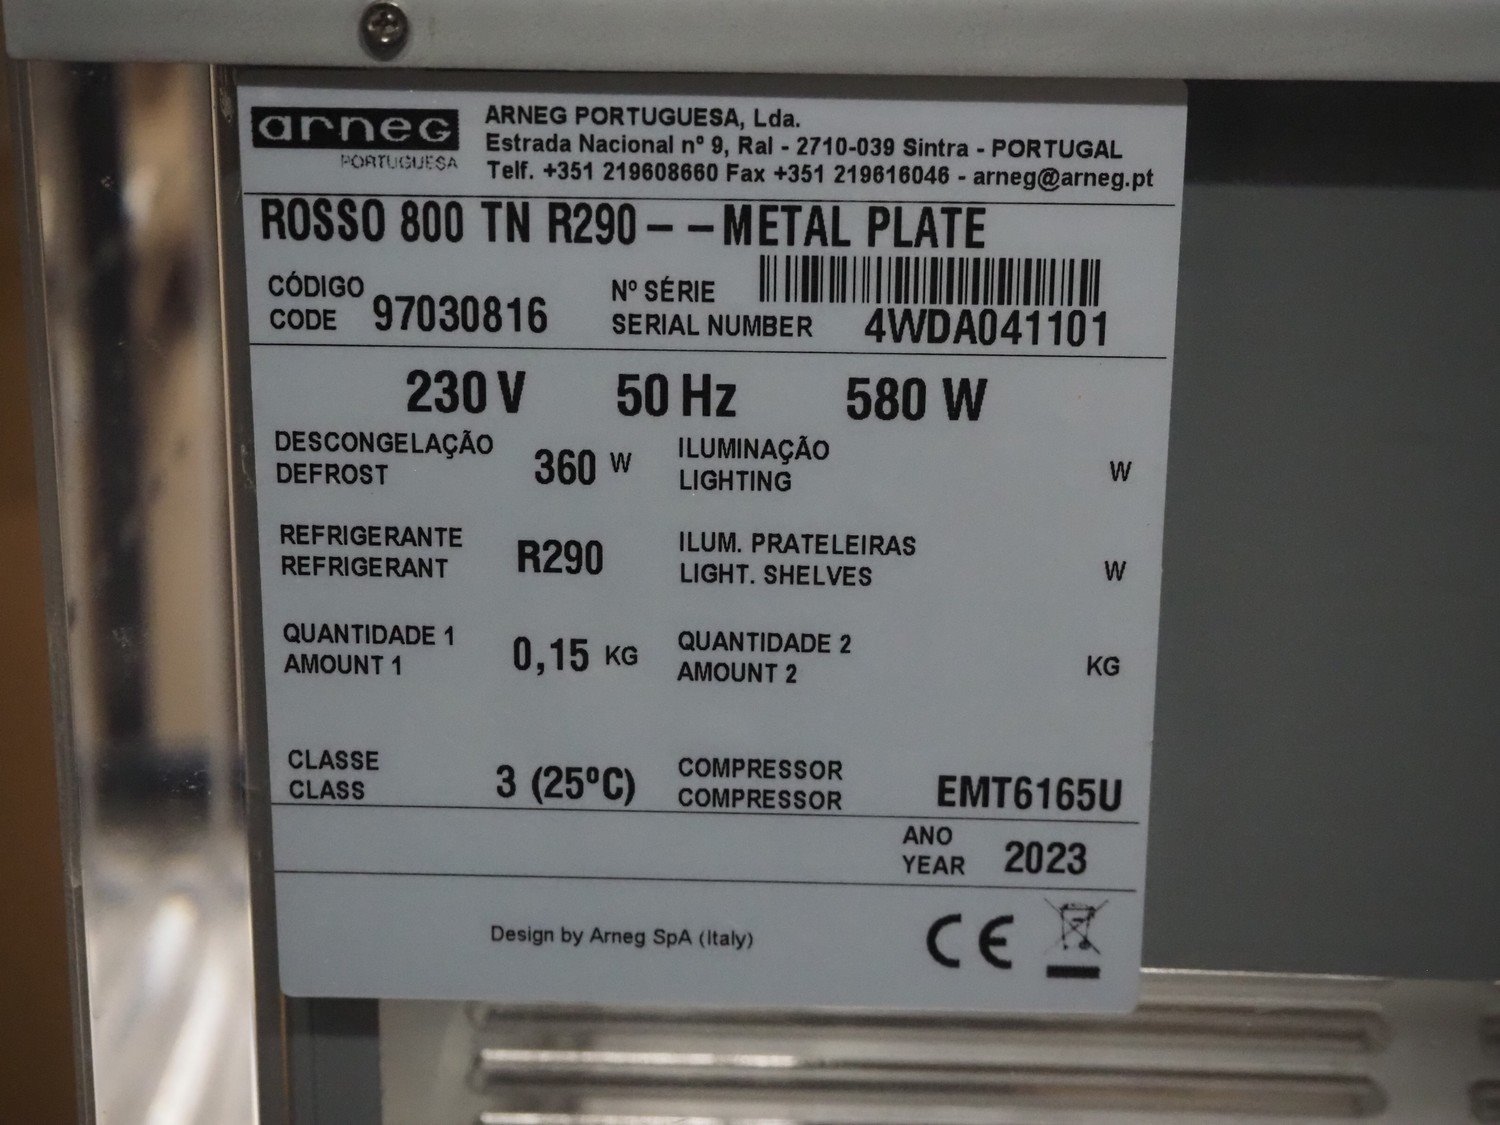 arneg
PORTUGUESA
ARNEG PORTUGUESA, Lda.
Estrada Nacional nº 9, Ral - 2710-039 Sintra - PORTUGAL
Telf. +351 219608660 Fax +351 219616046 - arneg@arneg.pt
ROSSO 800 TN R290 - - METAL PLATE
CÓDIGO
CODE 97030816
Nº SÉRIE
SERIAL NUMBER 4WDA041101
230 V 50 Hz 580 W
DESCONGELAÇÃO
DEFROST 360 W
ILUMINAÇÃO
LIGHTING W
REFRIGERANTE
REFRIGERANT R290
ILUM. PRATELEIRAS
LIGHT. SHELVES W
QUANTIDADE 1
AMOUNT 1 0,15 KG
QUANTIDADE 2
AMOUNT 2 KG
CLASSE
CLASS 3 (25ºC)
COMPRESSOR
COMPRESSOR EMT6165U
ANO
YEAR 2023
Design by Arneg SpA (Italy)
CE